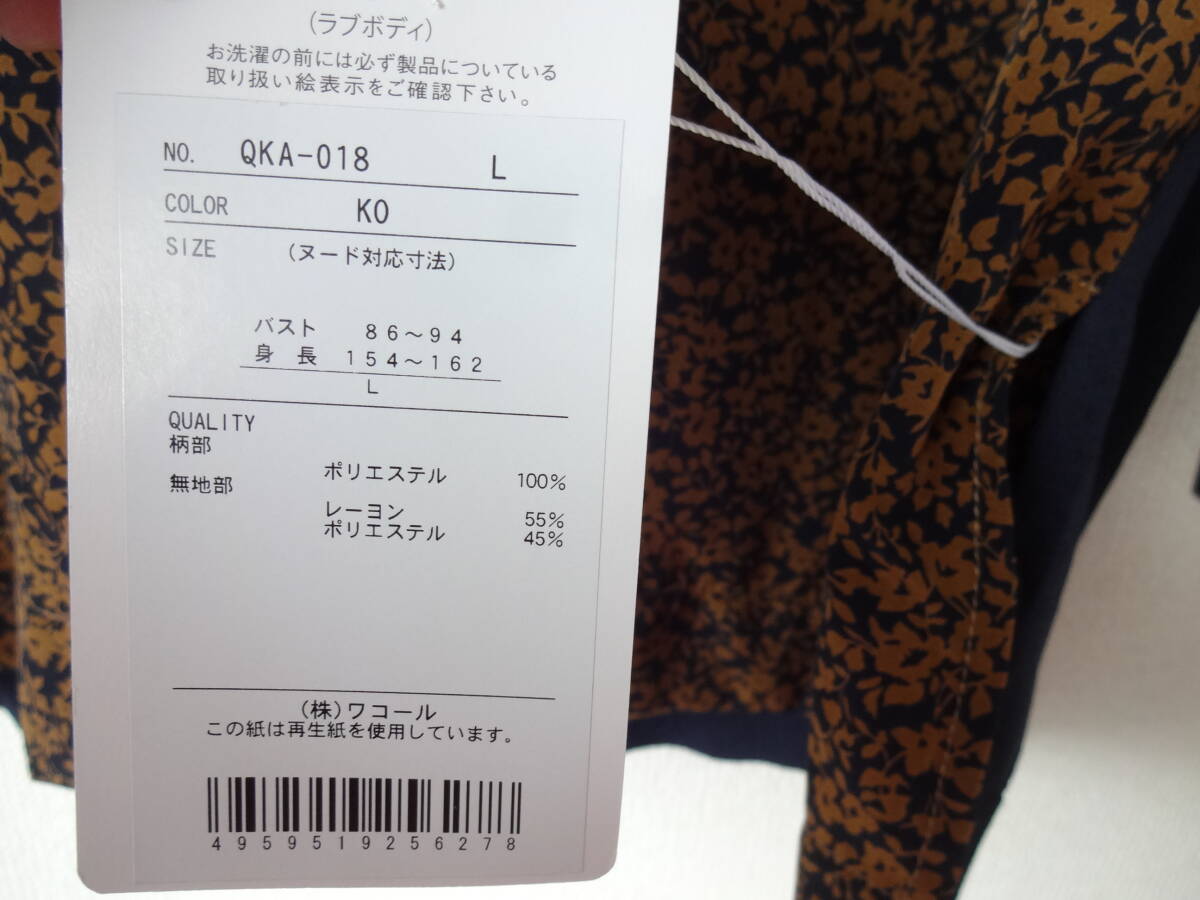 (ラブボディ)
お洗濯の前には必ず製品についている
取り扱い絵表示をご確認下さい。
NO. QKA-018 L
COLOR KO
SIZE (ヌード対応寸法)
バスト 86～94
身長 154～162
L
QUALITY
柄部
ポリエステル 100%
無地部
レーヨン 55%
ポリエステル 45%
(株)ワコール
この紙は再生紙を使用しています。
4959519256278